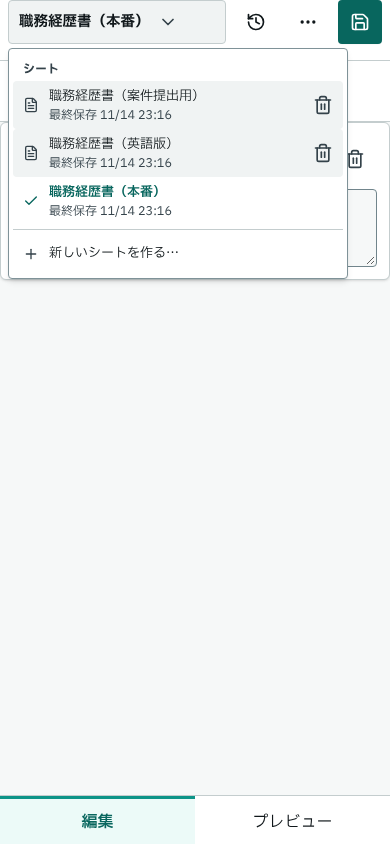 職務経歴書（本番）
シート
職務経歴書（案件提出用）
最終保存 11/14 23:16
職務経歴書（英語版）
最終保存 11/14 23:16
職務経歴書（本番）
最終保存 11/14 23:16
新しいシートを作る…
編集
プレビュー